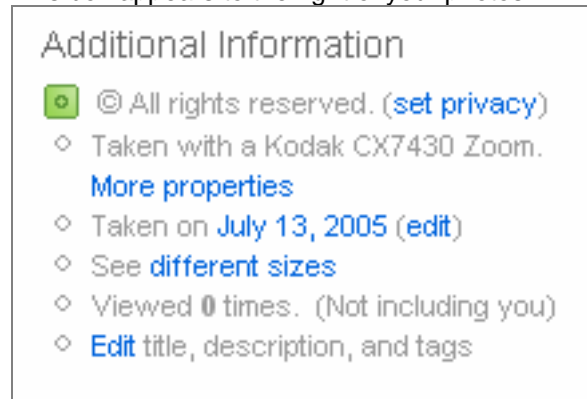 Additional Information
© All rights reserved. (set privacy)
Taken with a Kodak CX7430 Zoom.
More properties
Taken on July 13, 2005 (edit)
See different sizes
Viewed 0 times. (Not including you)
Edit title, description, and tags